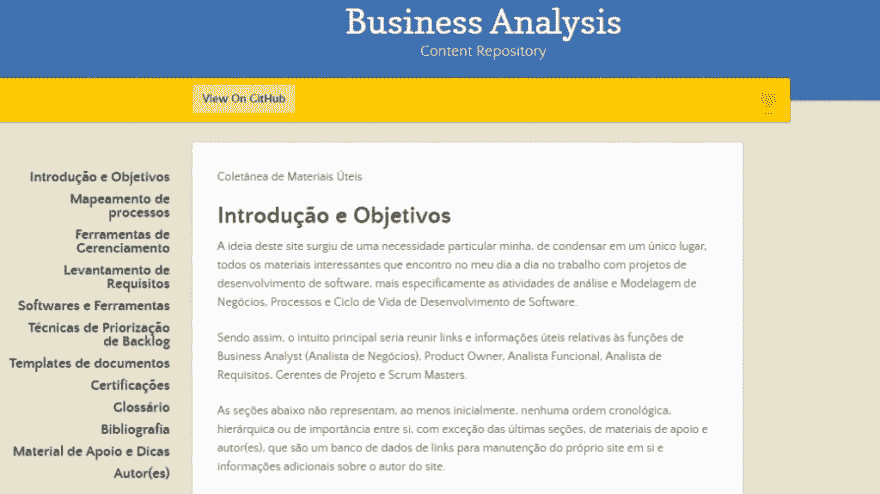 Business Analysis
Content Repository
View On GitHub
Introdução e Objetivos
Mapeamento de
processos
Ferramentas de
Gerenciamento
Levantamento de
Requisitos
Softwares e Ferramentas
Técnicas de Priorização
de Backlog
Templates de documentos
Certificações
Glossário
Bibliografia
Material de Apoio e Dicas
Autor(es)
Coletânea de Materiais Úteis
Introdução e Objetivos
A ideia deste site surgiu de uma necessidade particular minha, de condensar em um único lugar,
todos os materiais interessantes que encontro no meu dia a dia no trabalho com projetos de
desenvolvimento de software, mais especificamente as atividades de análise e Modelagem de
Negócios, Processos e Ciclo de Vida de Desenvolvimento de Software.
Sendo assim, o intuito principal seria reunir links e informações úteis relativas às funções de
Business Analyst (Analista de Negócios), Product Owner, Analista Funcional, Analista de
Requisitos, Gerentes de Projeto e Scrum Masters.
As seções abaixo não representam, ao menos inicialmente, nenhuma ordem cronológica,
hierárquica ou de importância entre si, com exceção das últimas seções, de materiais de apoio e
autor(es), que são um banco de dados de links para manutenção do próprio site em si e
informações adicionais sobre o autor do site.